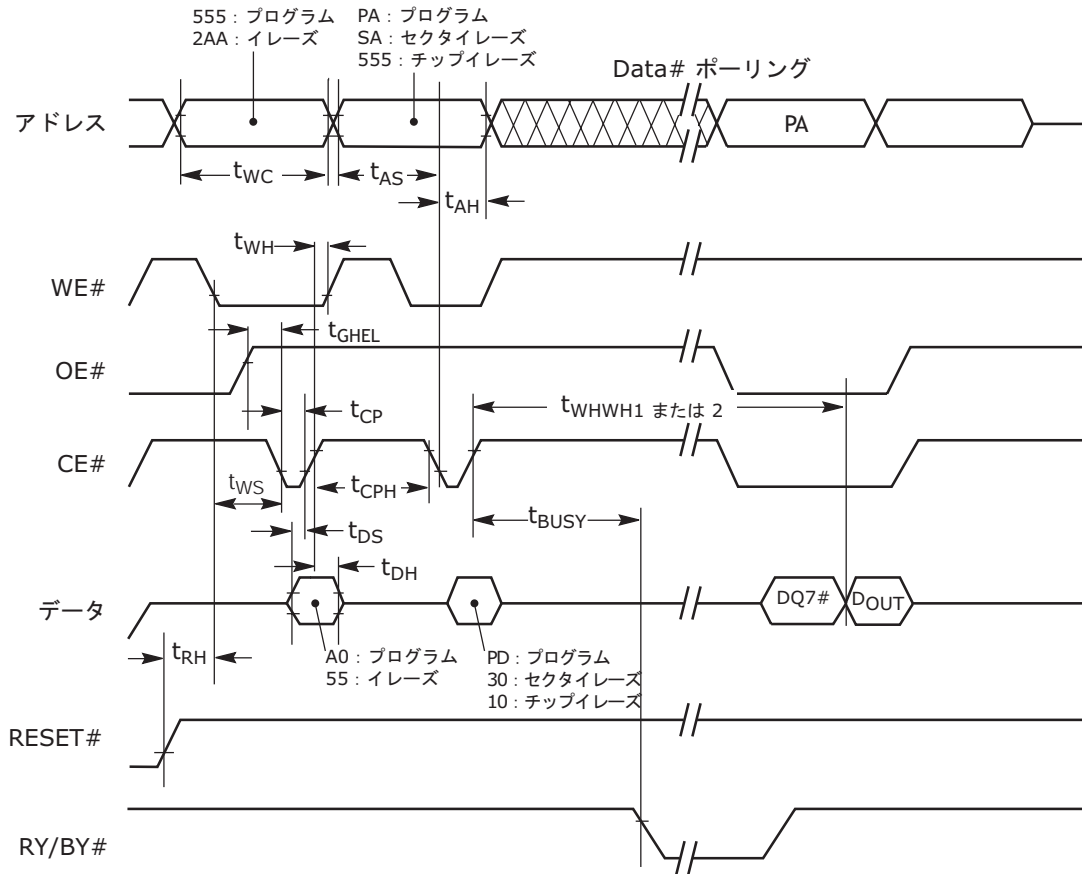 555 : プログラム
2AA : イレーズ
PA : プログラム
SA : セクタイレーズ
555 : チップイレーズ
Data# ポーリング
アドレス
PA
tWC
tAS
tAH
tWH
WE#
tGHEL
OE#
tCP
tWHWH1 または 2
CE#
tWS
tCPH
tBUSY
tDS
tDH
データ
DQ7#
DOUT
tRH
A0 : プログラム
55 : イレーズ
PD : プログラム
30 : セクタイレーズ
10 : チップイレーズ
RESET#
RY/BY#